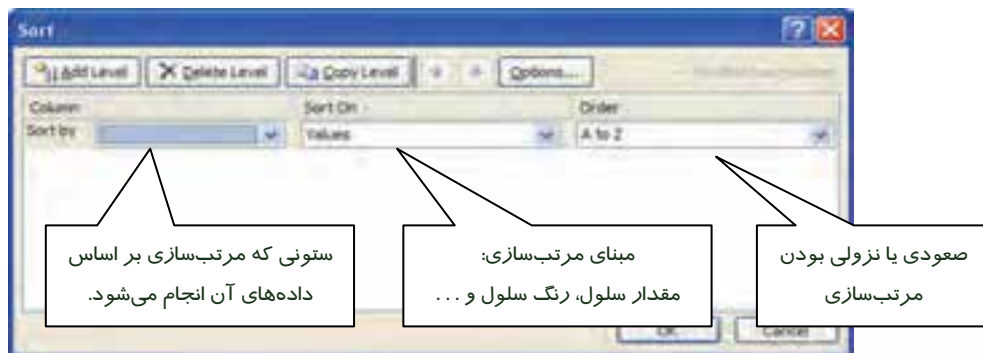 Sort
Add Level Delete Level Copy Level Options...
Column Sort On Order
Sort by Values A to Z
ستونی که مرتب‌سازی بر اساس
داده‌های آن انجام می‌شود.
مبنای مرتب‌سازی:
مقدار سلول، رنگ سلول و . . .
صعودی یا نزولی بودن
مرتب‌سازی
OK Cancel